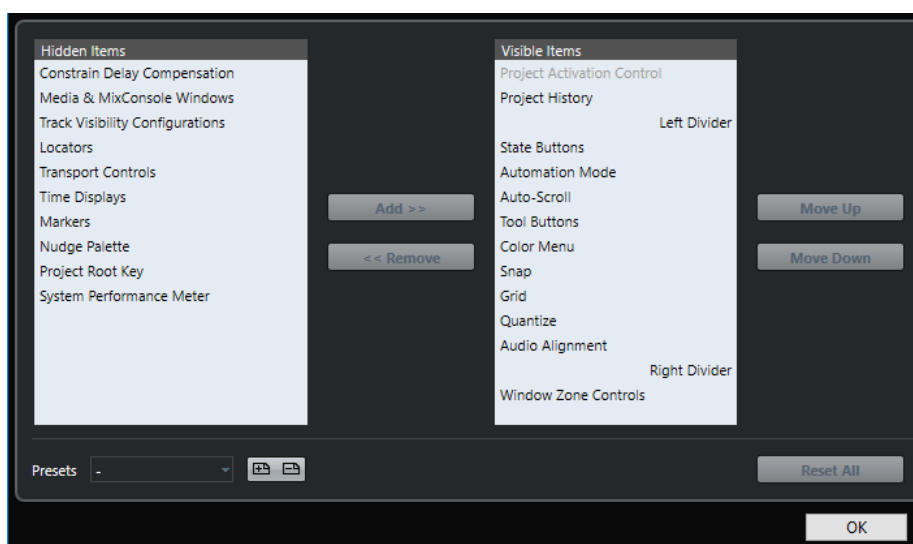 Hidden Items
Constrain Delay Compensation
Media & MixConsole Windows
Track Visibility Configurations
Locators
Transport Controls
Time Displays
Markers
Nudge Palette
Project Root Key
System Performance Meter
Add >>
<< Remove
Visible Items
Project Activation Control
Project History
Left Divider
State Buttons
Automation Mode
Auto-Scroll
Tool Buttons
Color Menu
Snap
Grid
Quantize
Audio Alignment
Right Divider
Window Zone Controls
Move Up
Move Down
Presets -
Reset All
OK